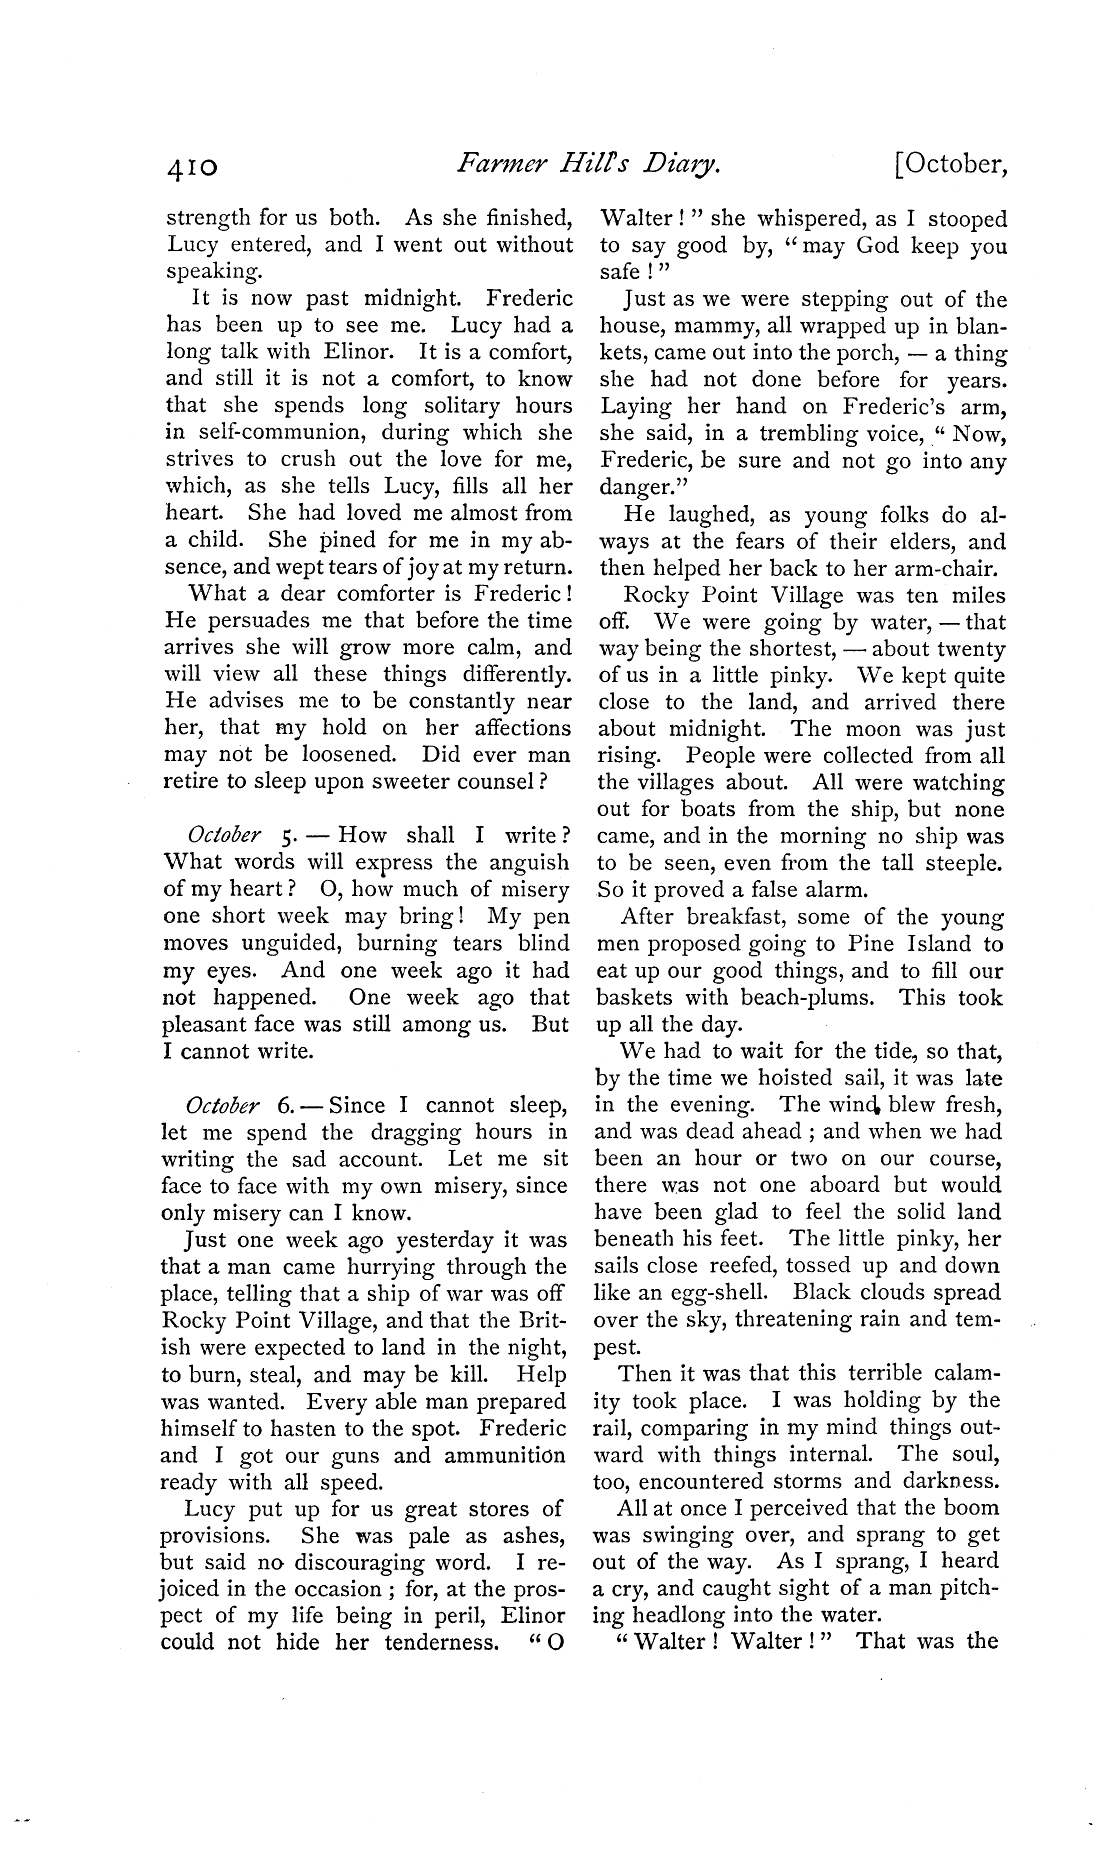 410 Farmer Hill's Diary. [October,
strength for us both. As she finished,
Lucy entered, and I went out without
speaking.
It is now past midnight. Frederic
has been up to see me. Lucy had a
long talk with Elinor. It is a comfort,
and still it is not a comfort, to know
that she spends long solitary hours
in self-communion, during which she
strives to crush out the love for me,
which, as she tells Lucy, fills all her
heart. She had loved me almost from
a child. She pined for me in my ab-
sence, and wept tears of joy at my return.
What a dear comforter is Frederic!
He persuades me that before the time
arrives she will grow more calm, and
will view all these things differently.
He advises me to be constantly near
her, that my hold on her affections
may not be loosened. Did ever man
retire to sleep upon sweeter counsel?
October 5. — How shall I write?
What words will express the anguish
of my heart? O, how much of misery
one short week may bring! My pen
moves unguided, burning tears blind
my eyes. And one week ago it had
not happened. One week ago that
pleasant face was still among us. But
I cannot write.
October 6. — Since I cannot sleep,
let me spend the dragging hours in
writing the sad account. Let me sit
face to face with my own misery, since
only misery can I know.
Just one week ago yesterday it was
that a man came hurrying through the
place, telling that a ship of war was off
Rocky Point Village, and that the Brit-
ish were expected to land in the night,
to burn, steal, and may be kill. Help
was wanted. Every able man prepared
himself to hasten to the spot. Frederic
and I got our guns and ammunition
ready with all speed.
Lucy put up for us great stores of
provisions. She was pale as ashes,
but said no discouraging word. I re-
joiced in the occasion; for, at the pros-
pect of my life being in peril, Elinor
could not hide her tenderness. "O
Walter!" she whispered, as I stooped
to say good by, "may God keep you
safe!"
Just as we were stepping out of the
house, mammy, all wrapped up in blan-
kets, came out into the porch, — a thing
she had not done before for years.
Laying her hand on Frederic's arm,
she said, in a trembling voice, "Now,
Frederic, be sure and not go into any
danger."
He laughed, as young folks do al-
ways at the fears of their elders, and
then helped her back to her arm-chair.
Rocky Point Village was ten miles
off. We were going by water, — that
way being the shortest, — about twenty
of us in a little pinky. We kept quite
close to the land, and arrived there
about midnight. The moon was just
rising. People were collected from all
the villages about. All were watching
out for boats from the ship, but none
came, and in the morning no ship was
to be seen, even from the tall steeple.
So it proved a false alarm.
After breakfast, some of the young
men proposed going to Pine Island to
eat up our good things, and to fill our
baskets with beach-plums. This took
up all the day.
We had to wait for the tide, so that,
by the time we hoisted sail, it was late
in the evening. The wind blew fresh,
and was dead ahead; and when we had
been an hour or two on our course,
there was not one aboard but would
have been glad to feel the solid land
beneath his feet. The little pinky, her
sails close reefed, tossed up and down
like an egg-shell. Black clouds spread
over the sky, threatening rain and tem-
pest.
Then it was that this terrible calam-
ity took place. I was holding by the
rail, comparing in my mind things out-
ward with things internal. The soul,
too, encountered storms and darkness.
All at once I perceived that the boom
was swinging over, and sprang to get
out of the way. As I sprang, I heard
a cry, and caught sight of a man pitch-
ing headlong into the water.
"Walter! Walter!" That was the